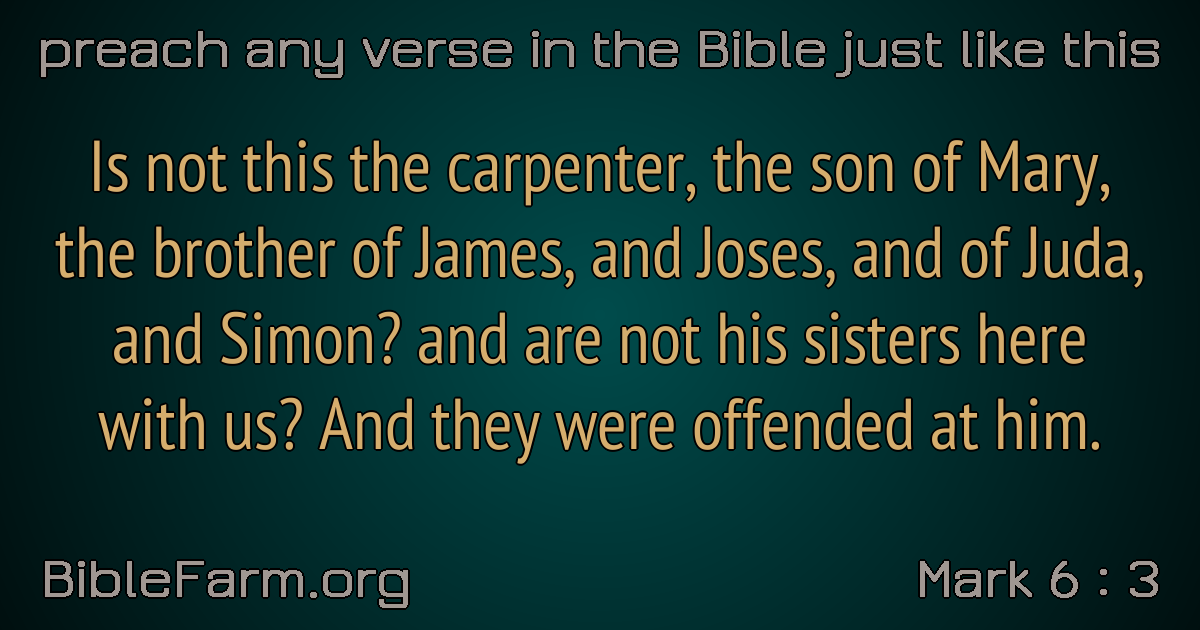 preach any verse in the Bible just like this
Is not this the carpenter, the son of Mary,
the brother of James, and Joses, and of Juda,
and Simon? and are not his sisters here
with us? And they were offended at him.
BibleFarm.org
Mark 6 : 3